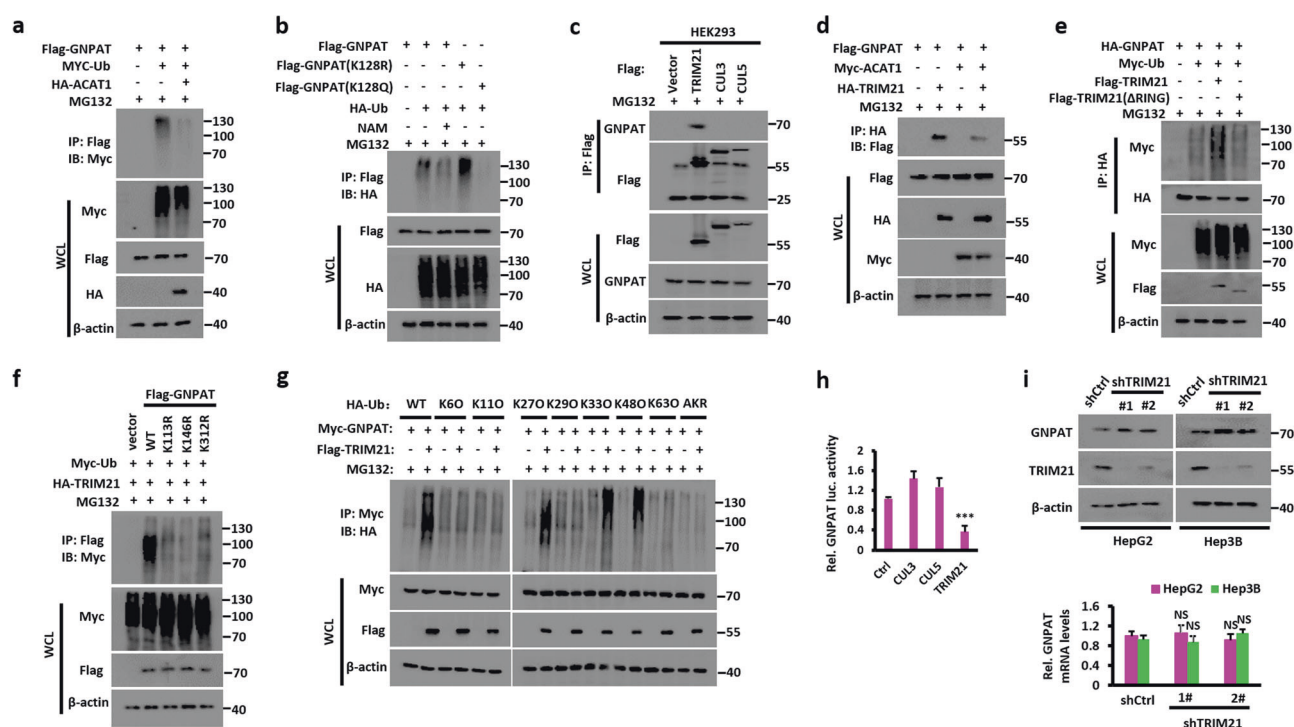 a
Flag-GNPAT + + +
MYC-Ub - + +
HA-ACAT1 - - +
MG132 + + +
IP: Flag
IB: Myc
130
100
70
Myc
130
100
70
Flag
70
HA
40
β-actin
40
WCL
b
Flag-GNPAT + + + - -
Flag-GNPAT(K128R) - - - + -
Flag-GNPAT(K128Q) - - - - +
HA-Ub - + + + +
NAM - - + - -
MG132 + + + + +
IP: Flag
IB: HA
130
100
70
Flag
70
HA
130
100
70
β-actin
40
WCL
c
HEK293
Flag:
Vector
TRIM21
CUL3
CUL5
MG132 + + + +
IP: Flag
GNPAT
70
Flag
55
25
WCL
Flag
55
GNPAT
70
β-actin
40
d
Flag-GNPAT + + + +
Myc-ACAT1 - - + +
HA-TRIM21 - + - +
MG132 + + + +
IP: HA
IB: Flag
55
Flag
70
HA
55
Myc
40
β-actin
40
WCL
e
HA-GNPAT + + + +
Myc-Ub - + + +
Flag-TRIM21 - - + -
Flag-TRIM21(ΔRING) - - - +
MG132 + + + +
IP: HA
Myc
130
100
70
HA
70
WCL
Myc
130
100
70
Flag
55
β-actin
40
f
Flag-GNPAT
vector
WT
K113R
K146R
K312R
Myc-Ub + + + + +
HA-TRIM21 + + + + +
MG132 + + + + +
IP: Flag
IB: Myc
130
100
70
Myc
130
100
70
Flag
70
β-actin
40
WCL
g
HA-Ub: WT K6O K11O K27O K29O K33O K48O K63O AKR
Myc-GNPAT: + + + + + + + + + + + + + + + + + +
Flag-TRIM21: - + - + - + - + - + - + - + - + - +
MG132: + + + + + + + + + + + + + + + + + +
IP: Myc
IB: HA
130
100
70
Myc
70
Flag
55
β-actin
40
WCL
h
Rel. GNPAT luc. activity
2
1.6
1.2
0.8
0.4
0
***
Ctrl
CUL3
CUL5
TRIM21
i
shCtrl
shTRIM21
#1 #2
shCtrl
shTRIM21
#1 #2
GNPAT
70
TRIM21
55
β-actin
40
HepG2
Hep3B
HepG2
Hep3B
Rel. GNPAT
mRNA levels
1.6
1.2
0.8
0.4
0
NS NS
NS NS
shCtrl
1#
2#
shTRIM21